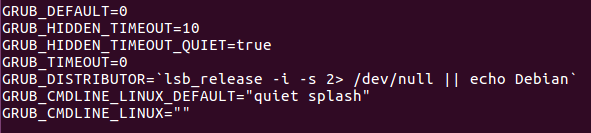 GRUB_DEFAULT=0
GRUB_HIDDEN_TIMEOUT=10
GRUB_HIDDEN_TIMEOUT_QUIET=true
GRUB_TIMEOUT=0
GRUB_DISTRIBUTOR=`lsb_release -i -s 2> /dev/null || echo Debian`
GRUB_CMDLINE_LINUX_DEFAULT="quiet splash"
GRUB_CMDLINE_LINUX=""